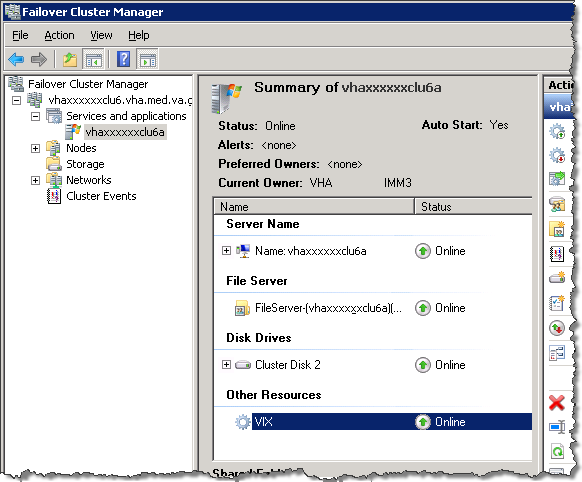 Failover Cluster Manager
File Action View Help
Failover Cluster Manager
vhaxxxxxxclu6.vha.med.va.g
Services and applications
vhaxxxxxxclu6a
Nodes
Storage
Networks
Cluster Events
Summary of vhaxxxxxxclu6a
Status: Online Auto Start: Yes
Alerts: <none>
Preferred Owners: <none>
Current Owner: VHA IMM3
Name Status
Server Name
Name: vhaxxxxxxclu6a Online
File Server
FileServer-(vhaxxxxxxclu6a)(... Online
Disk Drives
Cluster Disk 2 Online
Other Resources
VIX Online
Actio
vha